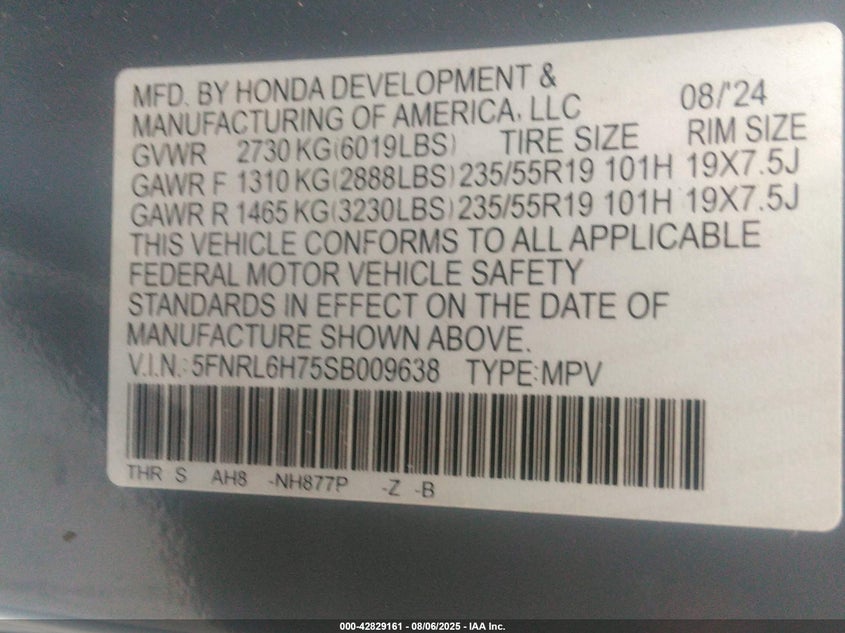 MFD. BY HONDA DEVELOPMENT &
MANUFACTURING OF AMERICA, LLC 08/'24
GVWR 2730 KG(6019LBS) TIRE SIZE RIM SIZE
GAWR F 1310 KG(2888LBS) 235/55R19 101H 19X7.5J
GAWR R 1465 KG(3230LBS) 235/55R19 101H 19X7.5J
THIS VEHICLE CONFORMS TO ALL APPLICABLE
FEDERAL MOTOR VEHICLE SAFETY
STANDARDS IN EFFECT ON THE DATE OF
MANUFACTURE SHOWN ABOVE.
V.I.N.: 5FNRL6H75SB009638 TYPE: MPV
THR S AH8 -NH877P -Z -B
000-42829161 - 08/06/2025 - IAA Inc.